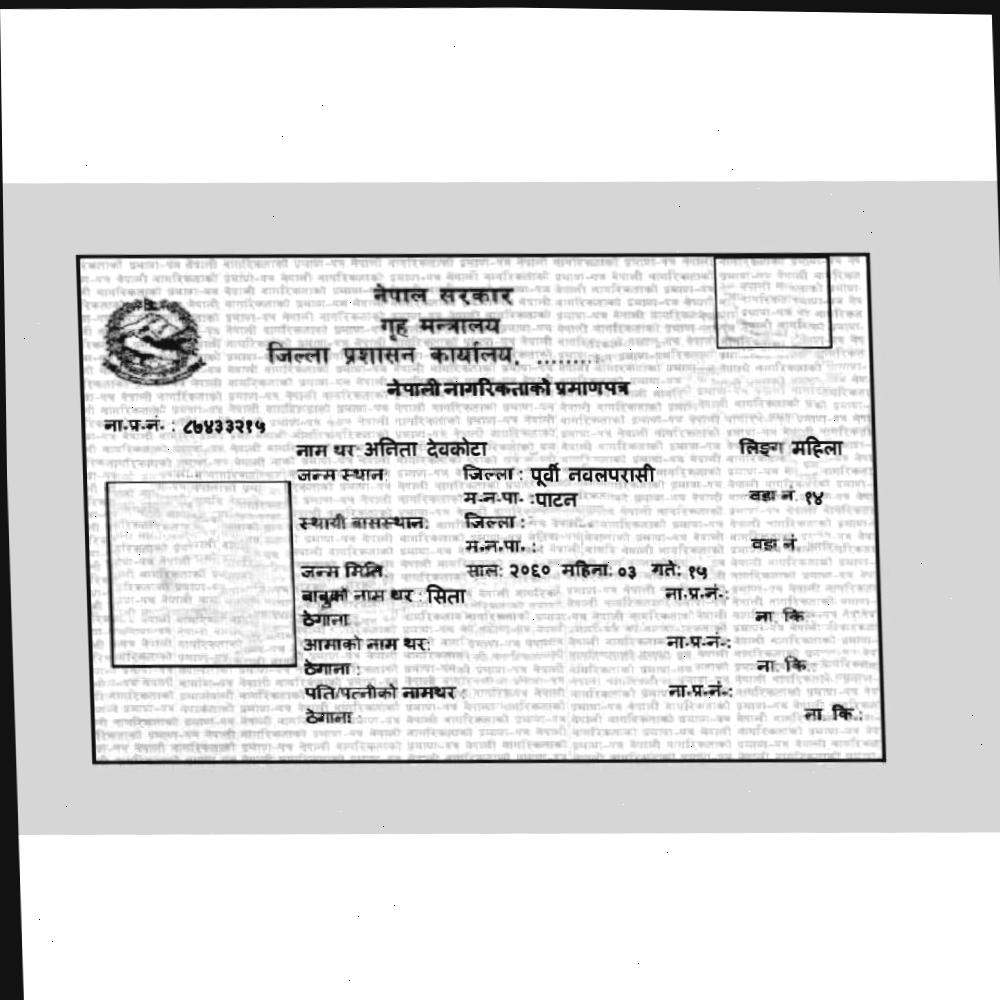 नेपाल सरकार
गृह मन्त्रालय
जिल्ला प्रशासन कार्यालय, ..........
नेपाली नागरिकताको प्रमाणपत्र
ना.प्र.नं. : ८७४३३२१५
नाम थर अनिता देवकोटा लिङ्ग महिला
जन्म स्थान जिल्ला : पूर्वी नवलपरासी
म.न.पा. : पाटन वडा नं. १४
स्थायी बासस्थान: जिल्ला :
म.न.पा. : वडा नं.
जन्म मिति साल: २०६० महिना: ०३ गते: १५
बाबुको नाम थर : सिता ना.प्र.नं.:
ठेगाना ना. कि
आमाको नाम थर: ना.प्र.नं.:
ठेगाना : ना. कि.:
पति/पत्नीको नामथर : ना.प्र.नं.:
ठेगाना : ना. कि.: